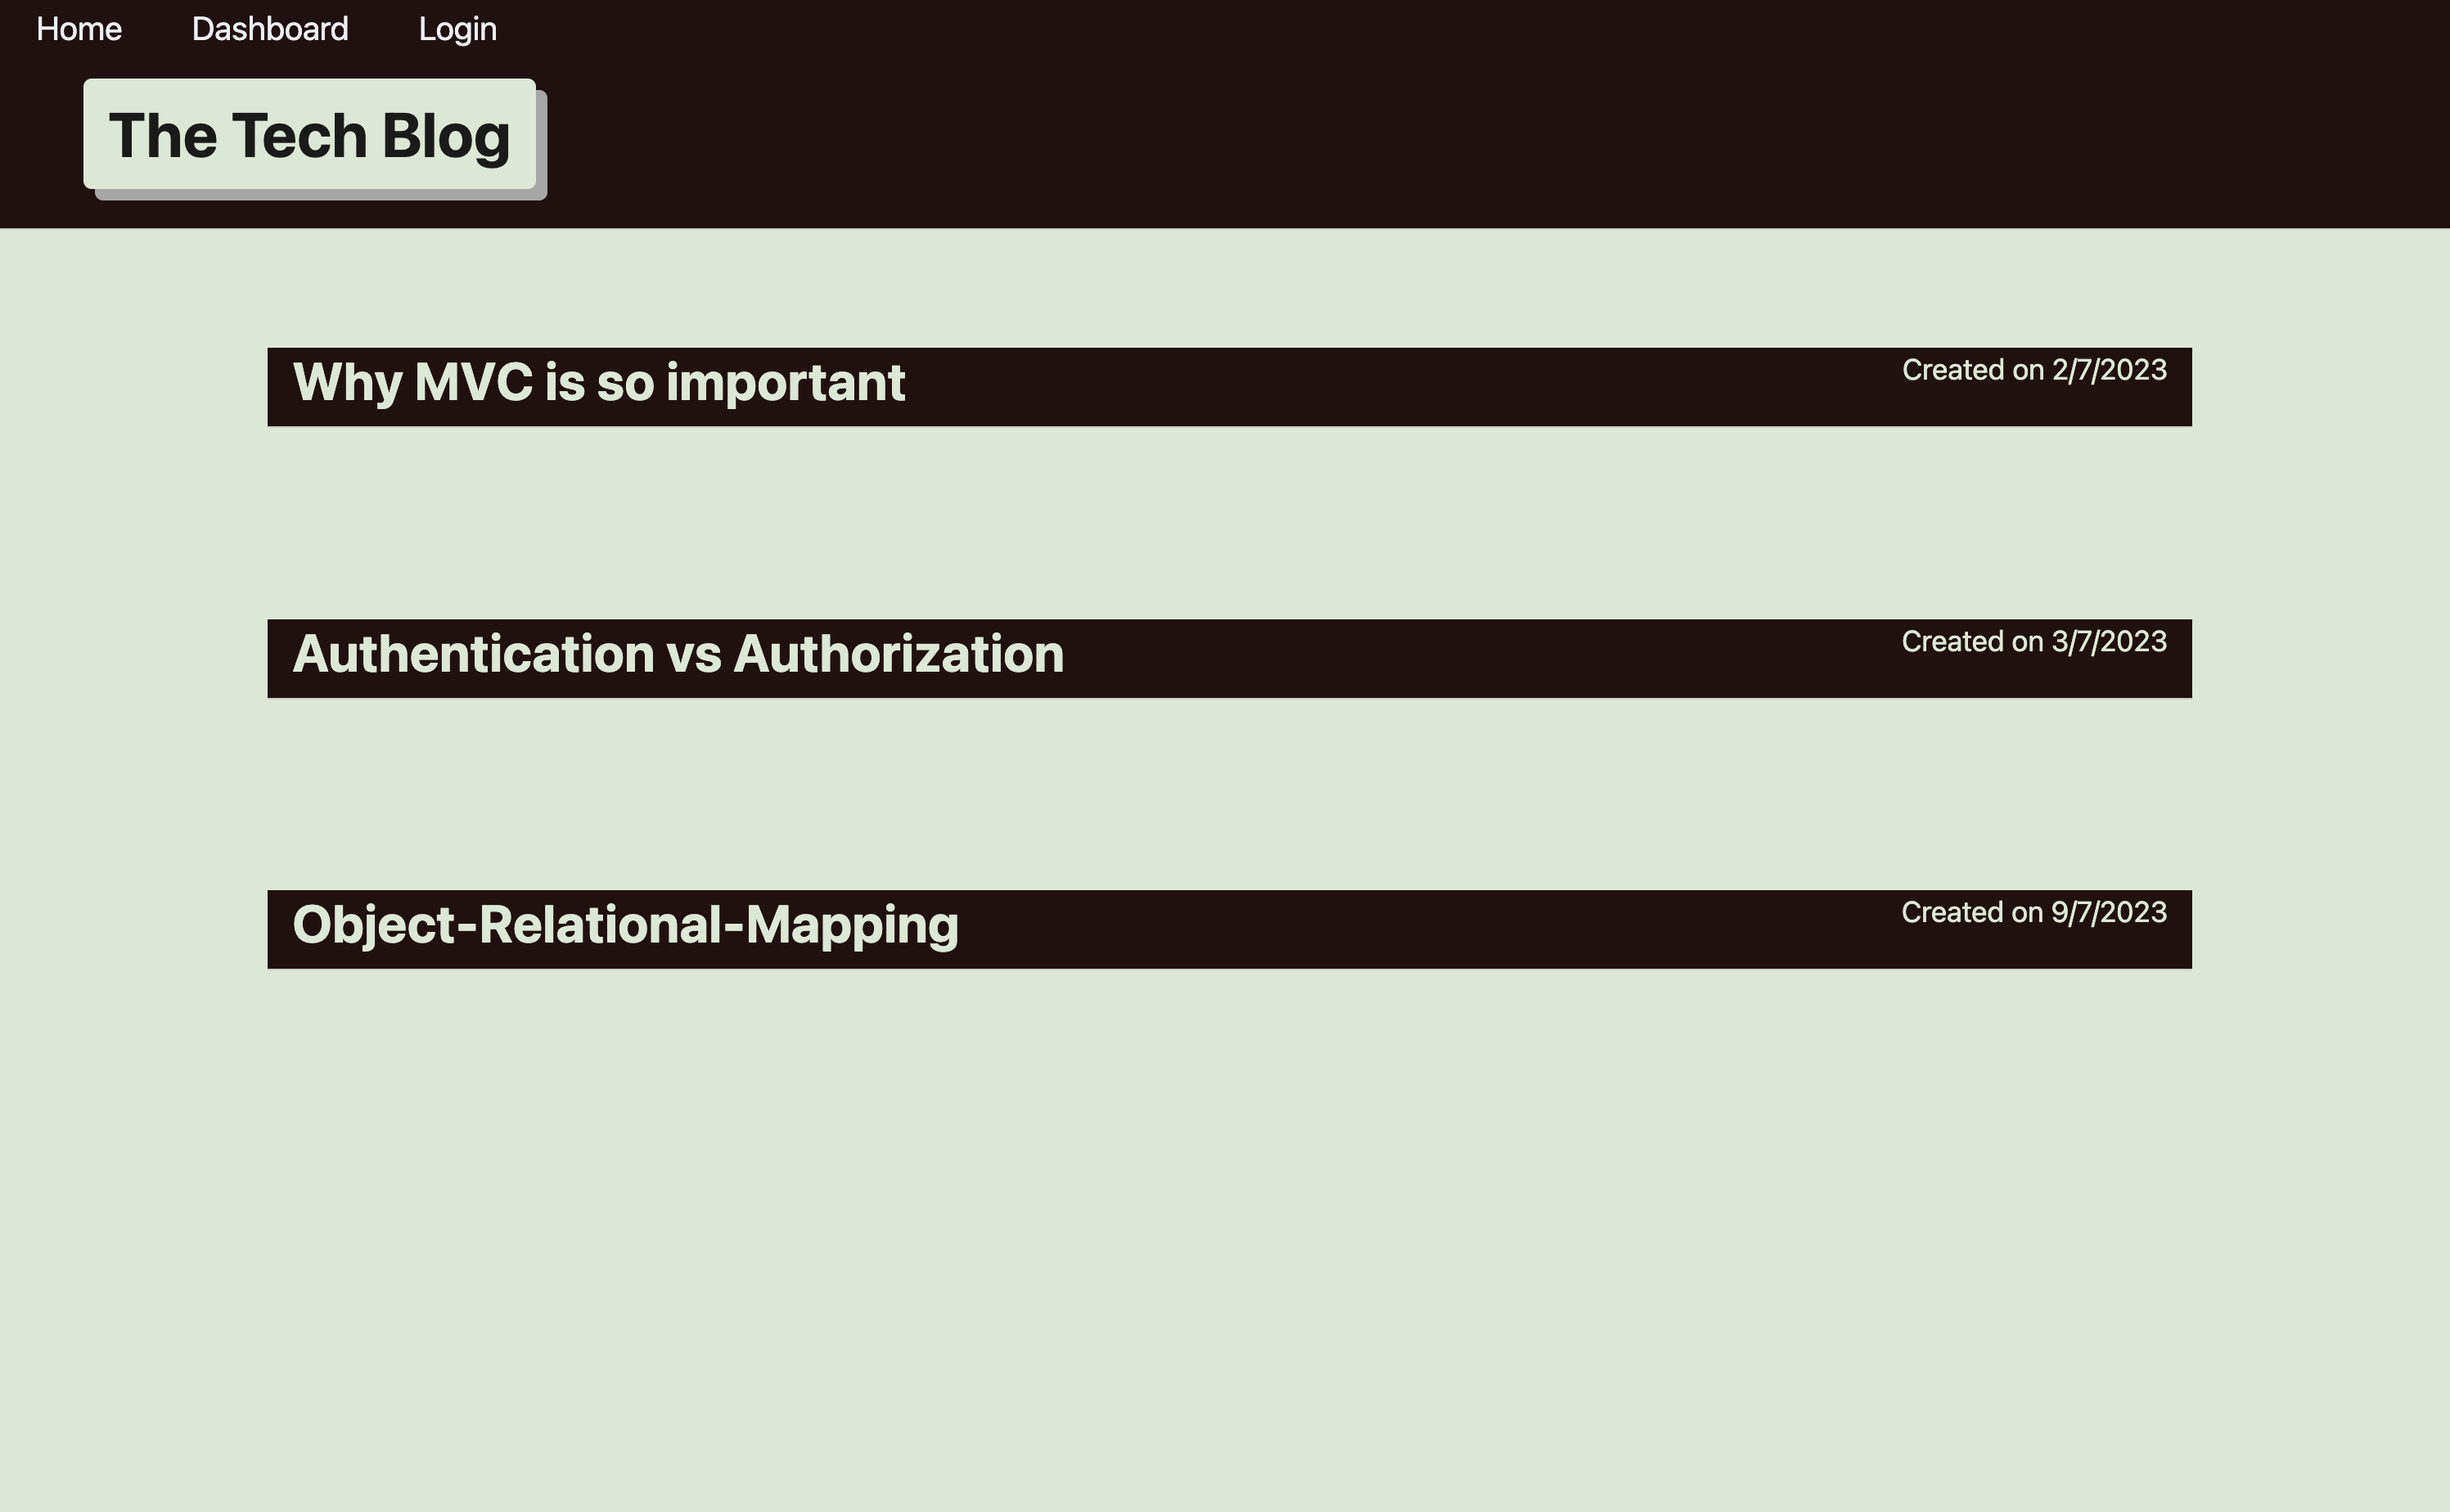 Home Dashboard Login
The Tech Blog
Why MVC is so important Created on 2/7/2023
Authentication vs Authorization Created on 3/7/2023
Object-Relational-Mapping Created on 9/7/2023